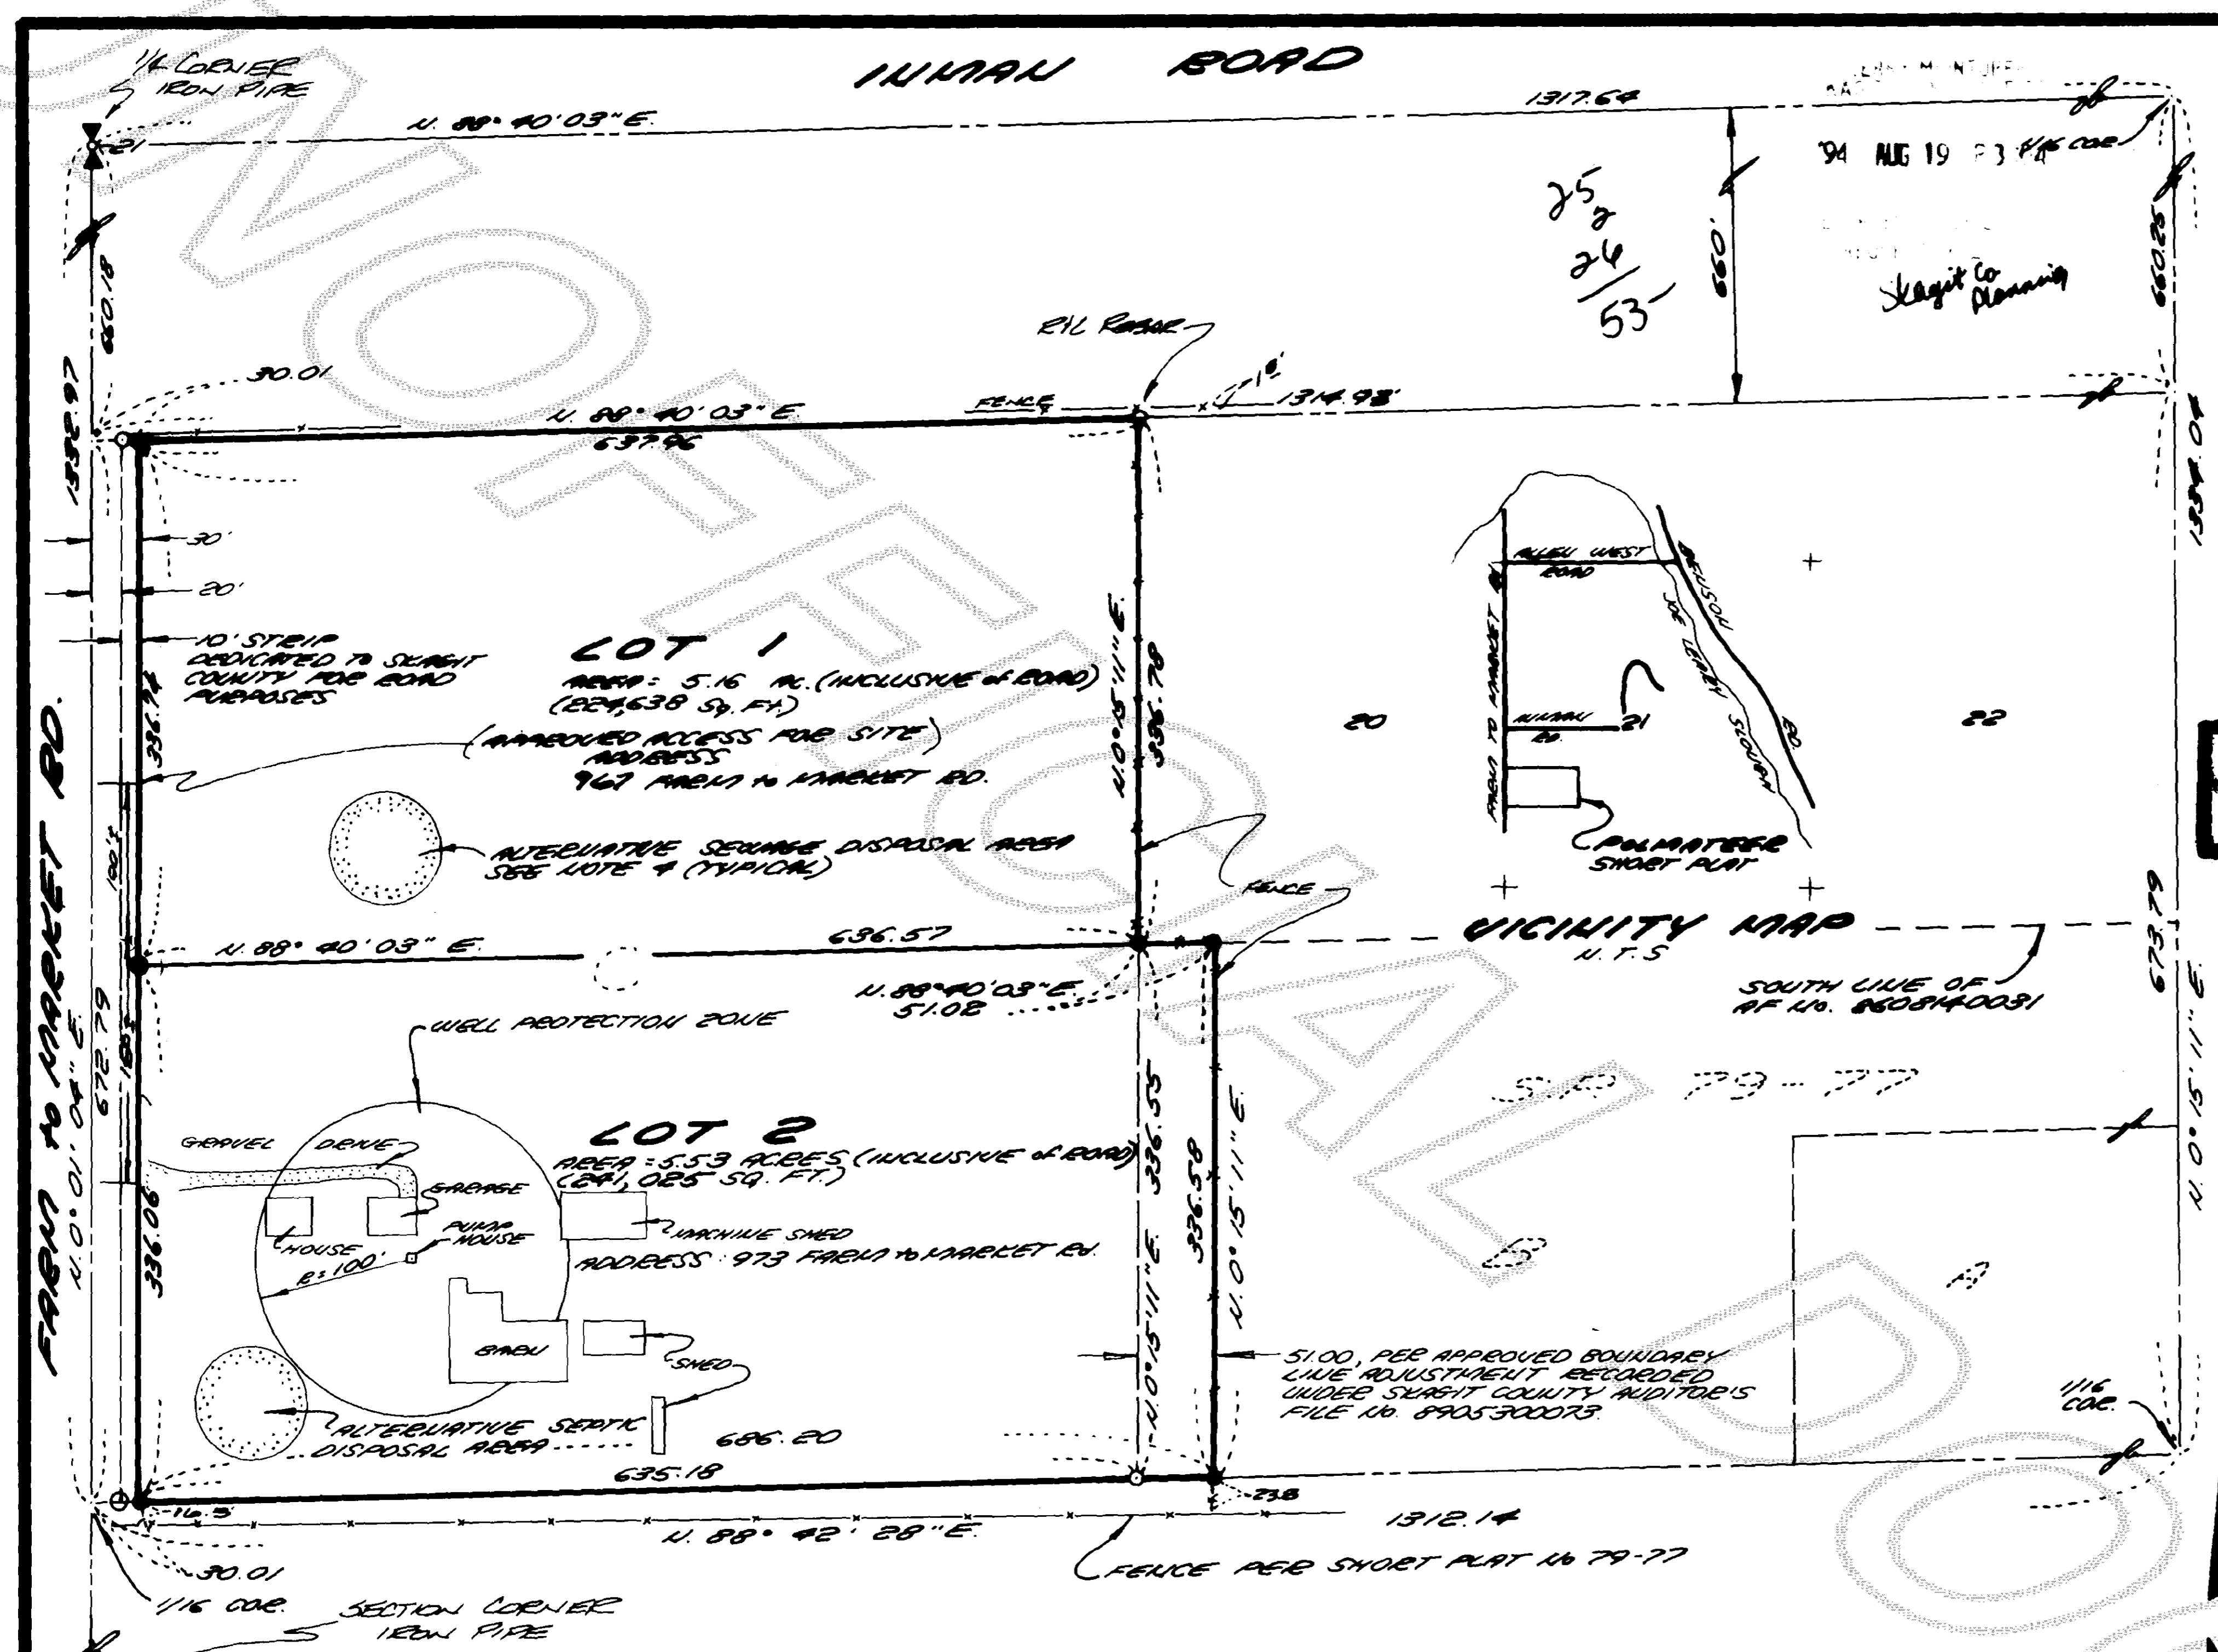 INMAN ROAD
1/4 CORNER
IRON PIPE
N. 88° 40' 03" E.
1317.64
21
'94 AUG 19
1/16 COR
25
2
26
53
660'
Skagit Co
Planning
660.25
660.18
1332.97
1334.04
R/L REBAR
30.01
N. 88° 40' 03" E.
637.96
FENCE
1.10'
1314.98'
30'
20'
10' STRIP
DEDICATED TO SKAGIT
COUNTY FOR ROAD
PURPOSES
336.74
LOT 1
AREA = 5.16 AC. (INCLUSIVE of ROAD)
(224,638 SQ. FT.)
(APPROVED ACCESS FOR SITE)
ADDRESS
967 FARM to MARKET RD.
ALTERNATIVE SEWAGE DISPOSAL AREA
SEE NOTE 4 (TYPICAL)
N.0° 15' 11" E.
336.78
FENCE
ALLEN WEST
ROAD
BENSON
RD.
JOE LEARY SLOUGH
FARM TO MARKET Rd
INMAN
RD.
20
21
22
POLMATEER
SHORT PLAT
VICINITY MAP
N.T.S
SOUTH LINE OF
AF No. 8608140031
673.79
N. 0° 15' 11" E.
FARM to MARKET RD.
N.0° 01' 04" E.
672.79
100'±
N. 88° 40' 03" E.
636.57
N. 88° 40' 03" E.
51.02
WELL PROTECTION ZONE
LOT 2
AREA = 5.53 ACRES (INCLUSIVE of ROAD)
(241,025 SQ. FT.)
GRAVEL DRIVE
GARAGE
PUMP
HOUSE
HOUSE
R=100'
MACHINE SHED
ADDRESS : 973 FARM to MARKET Rd.
BARN
SHED
ALTERNATIVE SEPTIC
DISPOSAL AREA
336.06
N.0° 15' 11" E. 336.55
336.58
N. 0° 15' 11" E.
S.P. 79-77
B
A
51.00, PER APPROVED BOUNDARY
LINE ADJUSTMENT RECORDED
UNDER SKAGIT COUNTY AUDITOR'S
FILE No. 8905300073.
1/16
COR.
686.20
635.18
16.5'
23.8
N. 88° 42' 28" E.
1312.14
FENCE PER SHORT PLAT No 79-77
30.01
1/16 COR.
SECTION CORNER
IRON PIPE
UNOFFICIAL DO